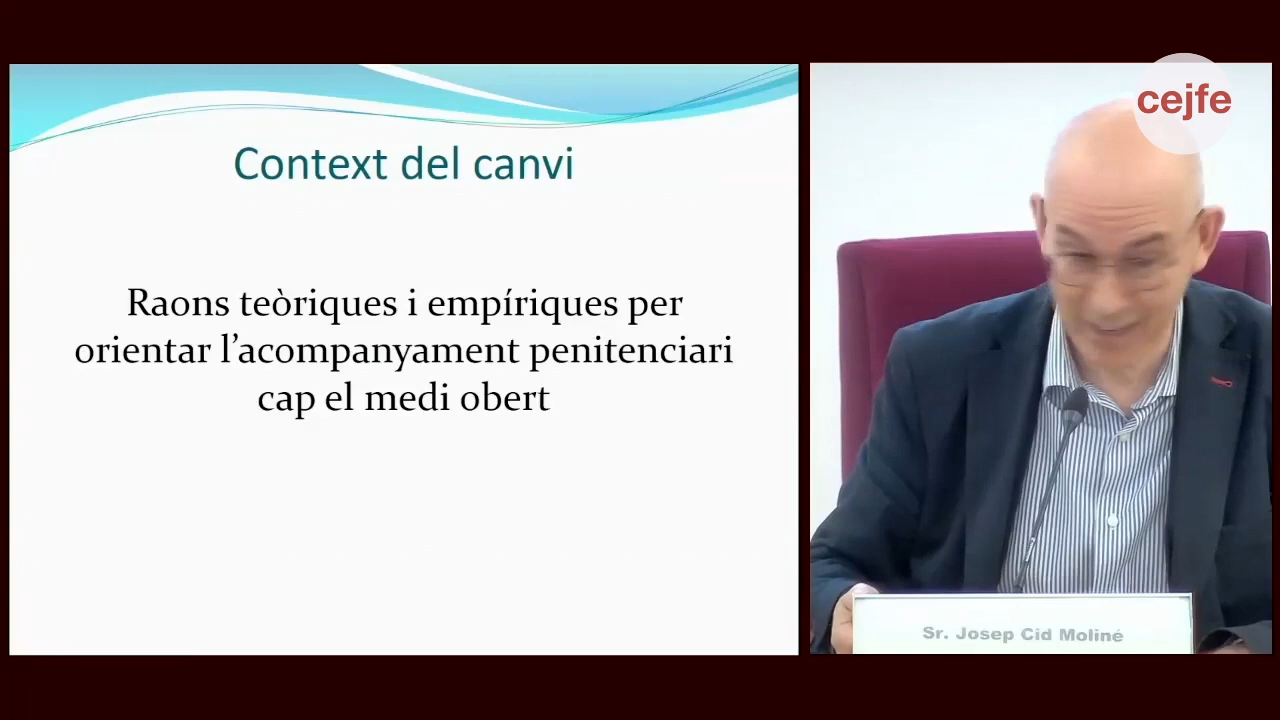 Context del canvi
Raons teòriques i empíriques per
orientar l'acompanyament penitenciari
cap el medi obert
cejfe
Sr. Josep Cid Moliné